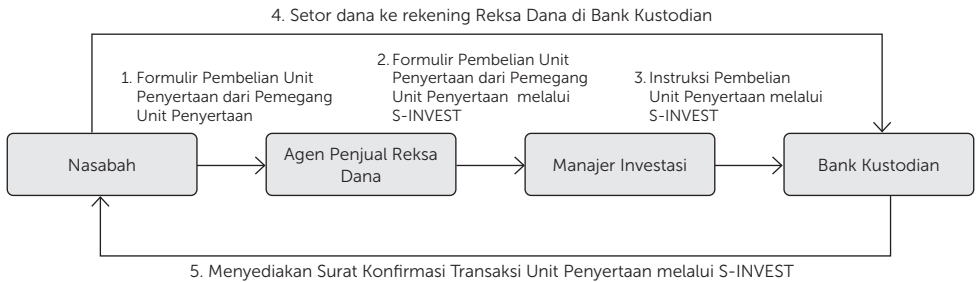 4. Setor dana ke rekening Reksa Dana di Bank Kustodian
1. Formulir Pembelian Unit
Penyertaan dari Pemegang
Unit Penyertaan
2. Formulir Pembelian Unit
Penyertaan dari Pemegang
Unit Penyertaan melalui
S-INVEST
3. Instruksi Pembelian
Unit Penyertaan melalui
S-INVEST
Nasabah
Agen Penjual Reksa
Dana
Manajer Investasi
Bank Kustodian
5. Menyediakan Surat Konfirmasi Transaksi Unit Penyertaan melalui S-INVEST